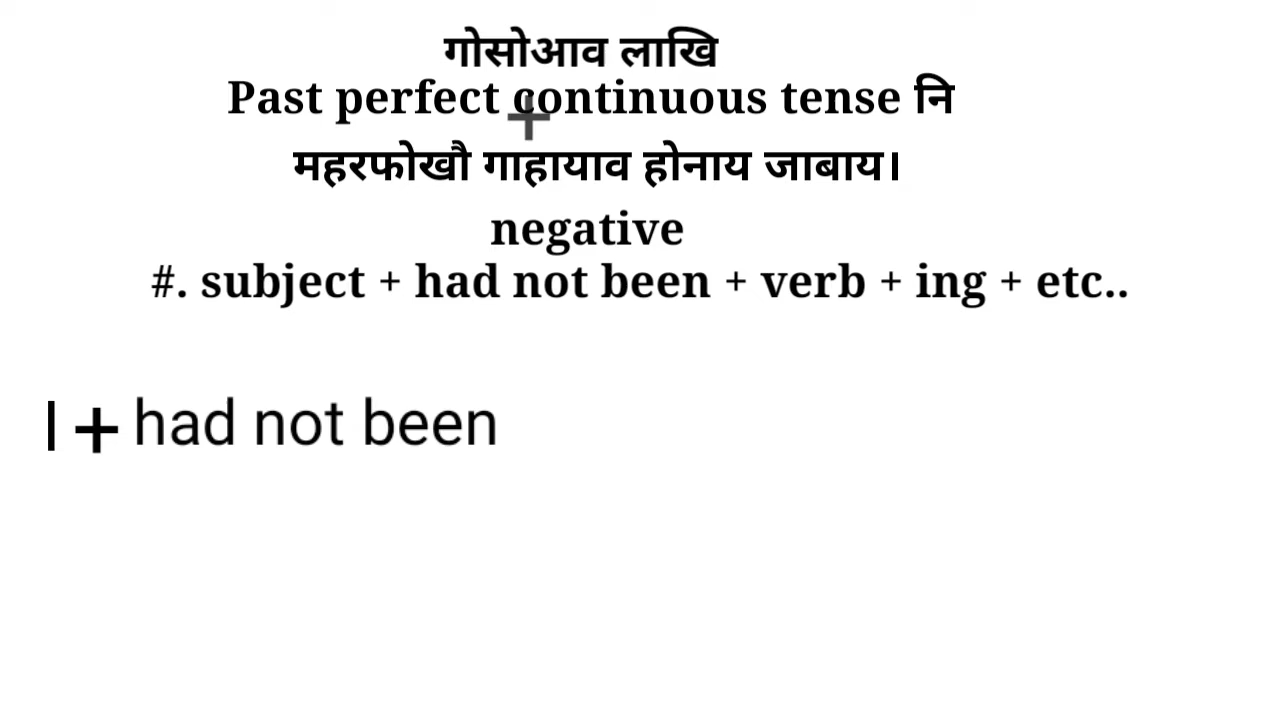 गोसोआव लाखि
Past perfect continuous tense नि
+
महरफोखौ गाहायाव होनाय जाबाय।
negative
#. subject + had not been + verb + ing + etc..
I + had not been